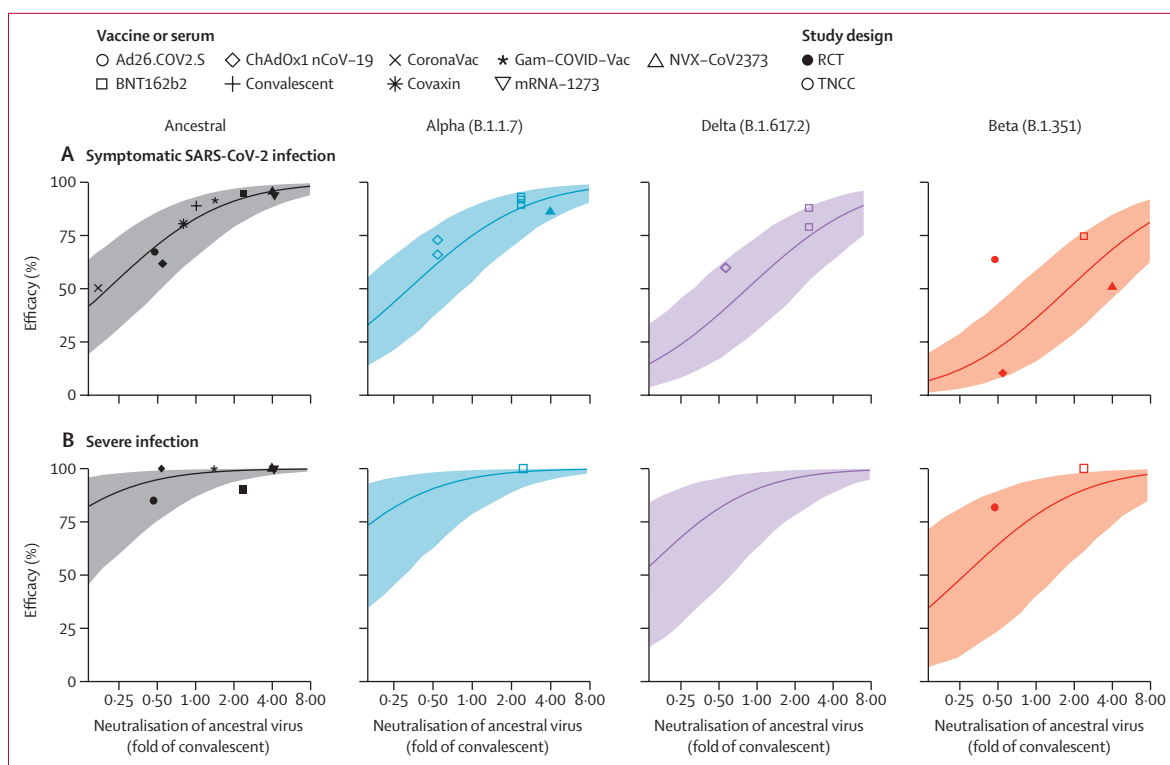 Vaccine or serum
Study design
Ad26.COV2.S
ChAdOx1 nCoV-19
CoronaVac
Gam-COVID-Vac
NVX-CoV2373
RCT
BNT162b2
Convalescent
Covaxin
mRNA-1273
TNCC
Ancestral
Alpha (B.1.1.7)
Delta (B.1.617.2)
Beta (B.1.351)
A Symptomatic SARS-CoV-2 infection
100
75
50
25
0
Efficacy (%)
B Severe infection
100
75
50
25
0
Efficacy (%)
0·25 0·50 1·00 2·00 4·00 8·00
0·25 0·50 1·00 2·00 4·00 8·00
0·25 0·50 1·00 2·00 4·00 8·00
0·25 0·50 1·00 2·00 4·00 8·00
Neutralisation of ancestral virus
(fold of convalescent)
Neutralisation of ancestral virus
(fold of convalescent)
Neutralisation of ancestral virus
(fold of convalescent)
Neutralisation of ancestral virus
(fold of convalescent)